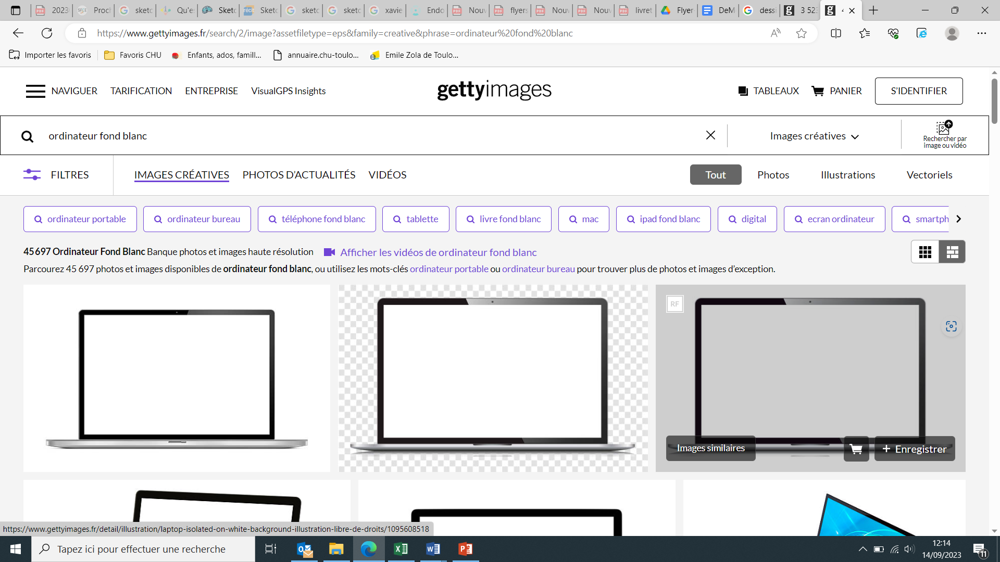 2023
Proch
sketc
Qu'es
Sketc
récit
Sketc
sketc
sketc
xavie
Endo
Nouv
flyers
Nouv
Nouv
livret
Flyer
DeM
dessi
3 523
https://www.gettyimages.fr/search/2/image?assetfiletype=eps&family=creative&phrase=ordinateur%20fond%20blanc
Importer les favoris
Favoris CHU
Enfants, ados, famill...
annuaire.chu-toulo...
Emile Zola de Toulo...
NAVIGUER
TARIFICATION
ENTREPRISE
VisualGPS Insights
gettyimages
TABLEAUX
PANIER
S'IDENTIFIER
ordinateur fond blanc
Images créatives
Rechercher par
image ou vidéo
FILTRES
IMAGES CRÉATIVES
PHOTOS D'ACTUALITÉS
VIDÉOS
Tout
Photos
Illustrations
Vectoriels
ordinateur portable
ordinateur bureau
téléphone fond blanc
tablette
livre fond blanc
mac
ipad fond blanc
digital
ecran ordinateur
smartph
45 697 Ordinateur Fond Blanc Banque photos et images haute résolution
Afficher les vidéos de ordinateur fond blanc
Parcourez 45 697 photos et images disponibles de ordinateur fond blanc, ou utilisez les mots-clés ordinateur portable ou ordinateur bureau pour trouver plus de photos et images d'exception.
RF
Images similaires
+ Enregistrer
https://www.gettyimages.fr/detail/illustration/laptop-isolated-on-white-background-illustration-libre-de-droits/1095608518
Tapez ici pour effectuer une recherche
12:14
14/09/2023
11